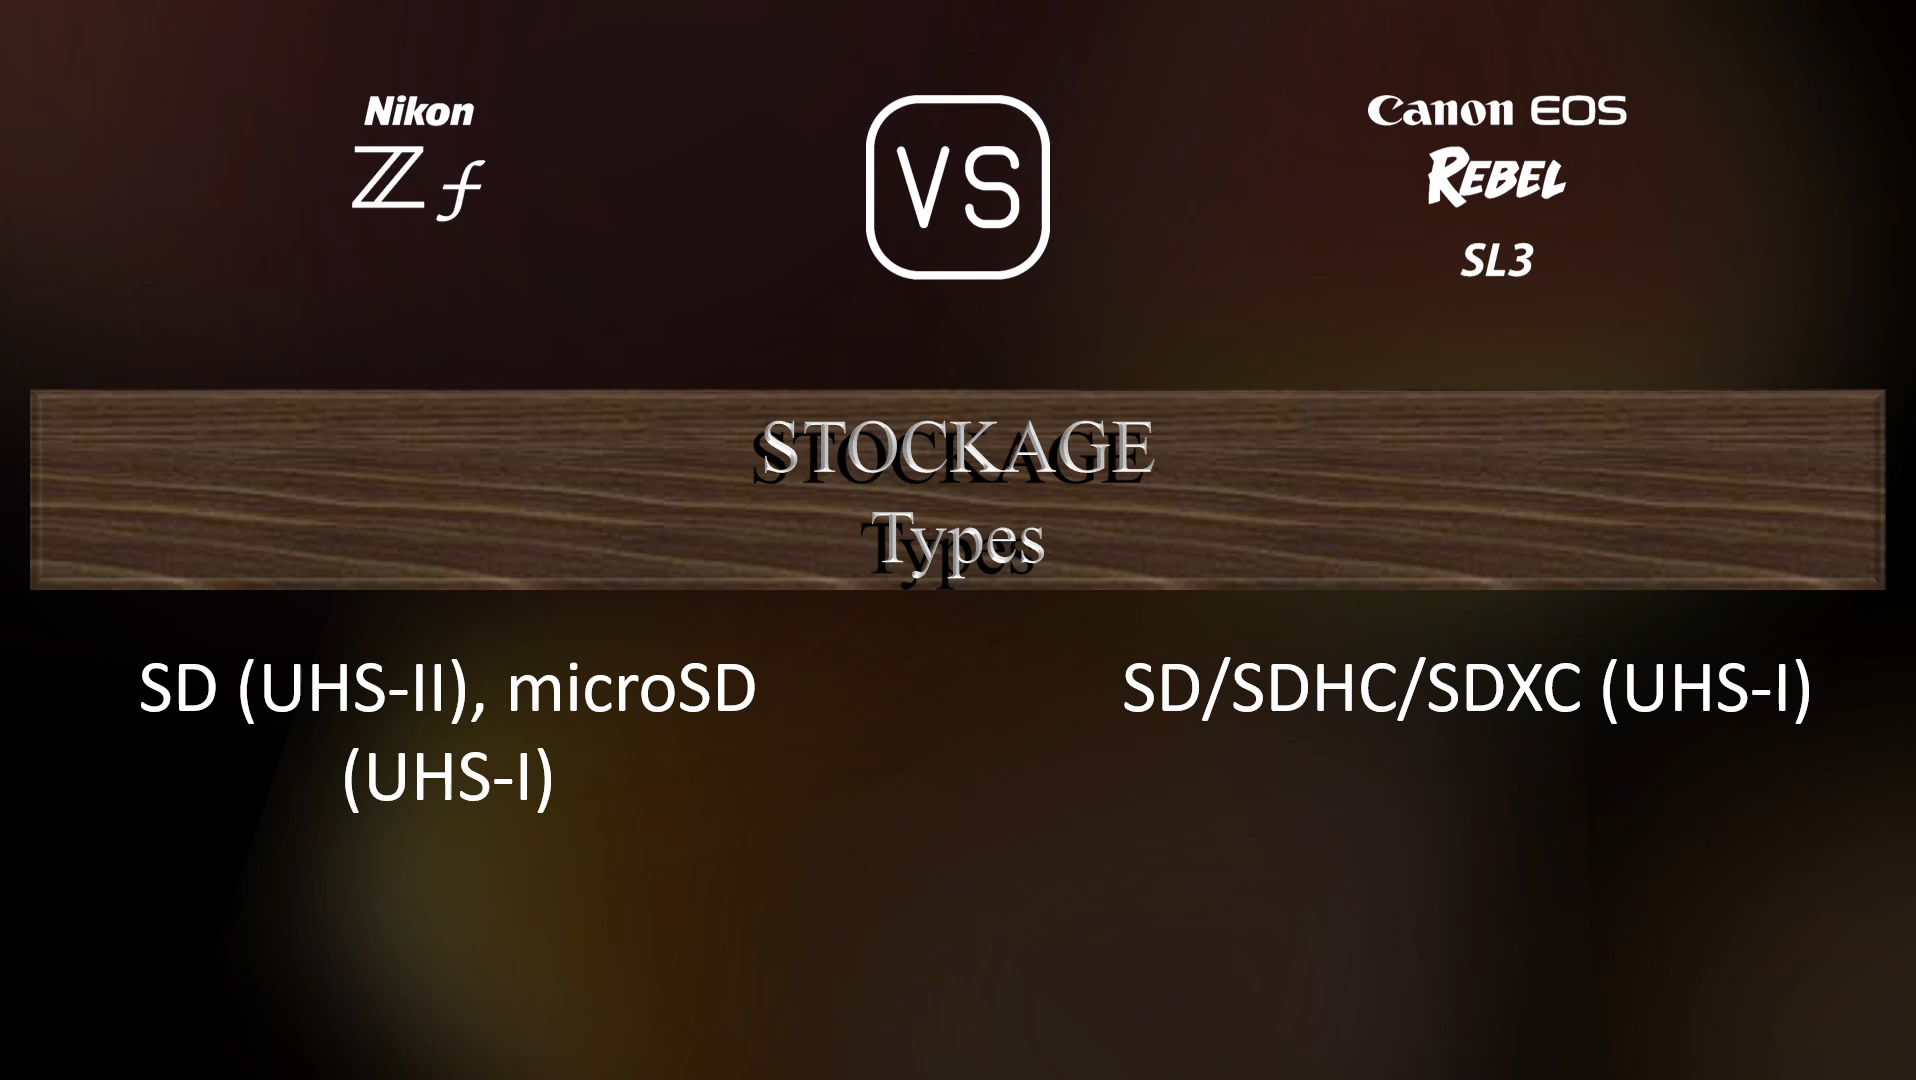 Nikon
Z f
VS
Canon EOS
REBEL
SL3
STOCKAGE
Types
SD (UHS-II), microSD
(UHS-I)
SD/SDHC/SDXC (UHS-I)